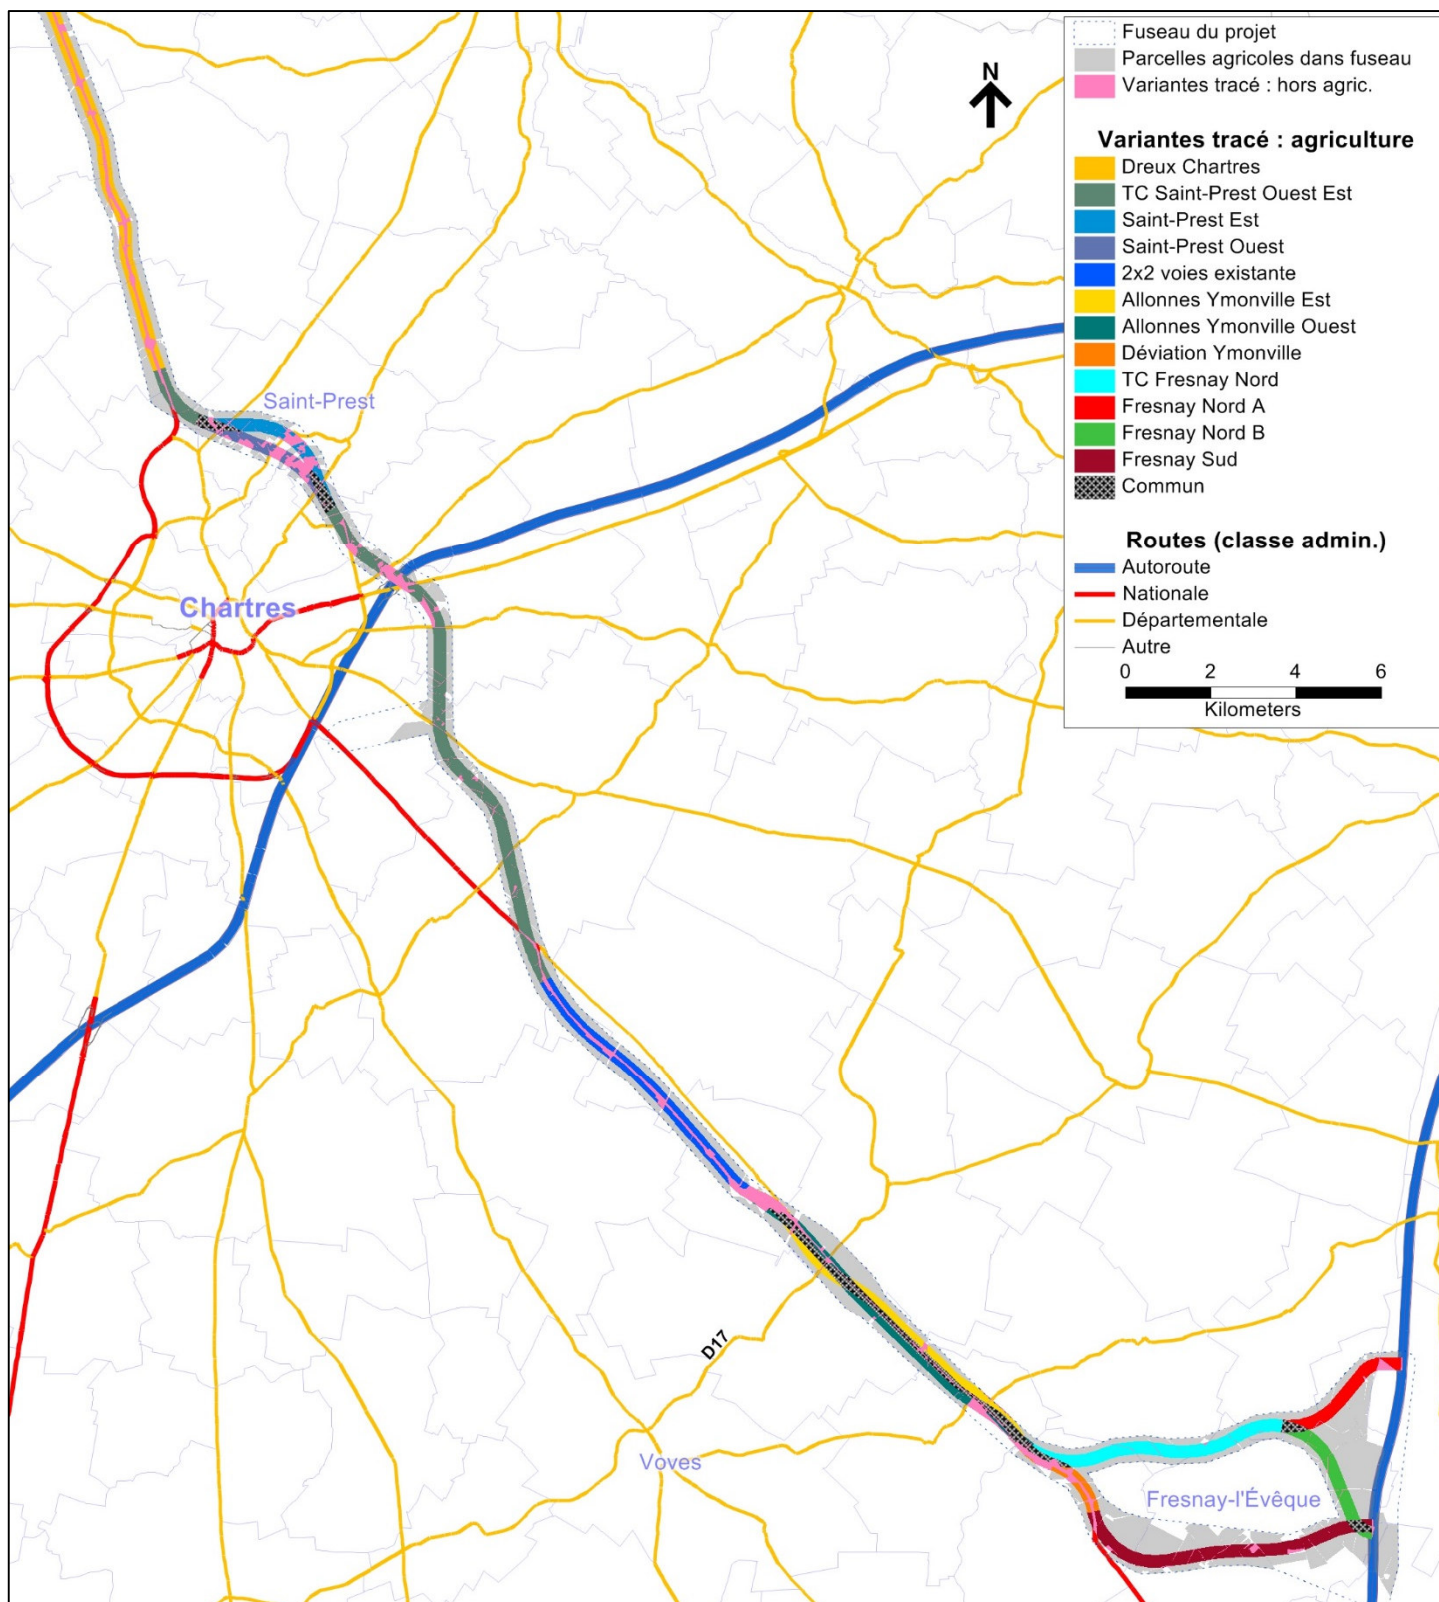 Fuseau du projet
Parcelles agricoles dans fuseau
Variantes tracé : hors agric.
N
Variantes tracé : agriculture
Dreux Chartres
TC Saint-Prest Ouest Est
Saint-Prest Est
Saint-Prest Ouest
2x2 voies existante
Allonnes Ymonville Est
Allonnes Ymonville Ouest
Déviation Ymonville
TC Fresnay Nord
Fresnay Nord A
Fresnay Nord B
Fresnay Sud
Commun
Routes (classe admin.)
Autoroute
Nationale
Départementale
Autre
0 2 4 6
Kilometers
Saint-Prest
Chartres
D17
Voves
Fresnay-l'Évêque